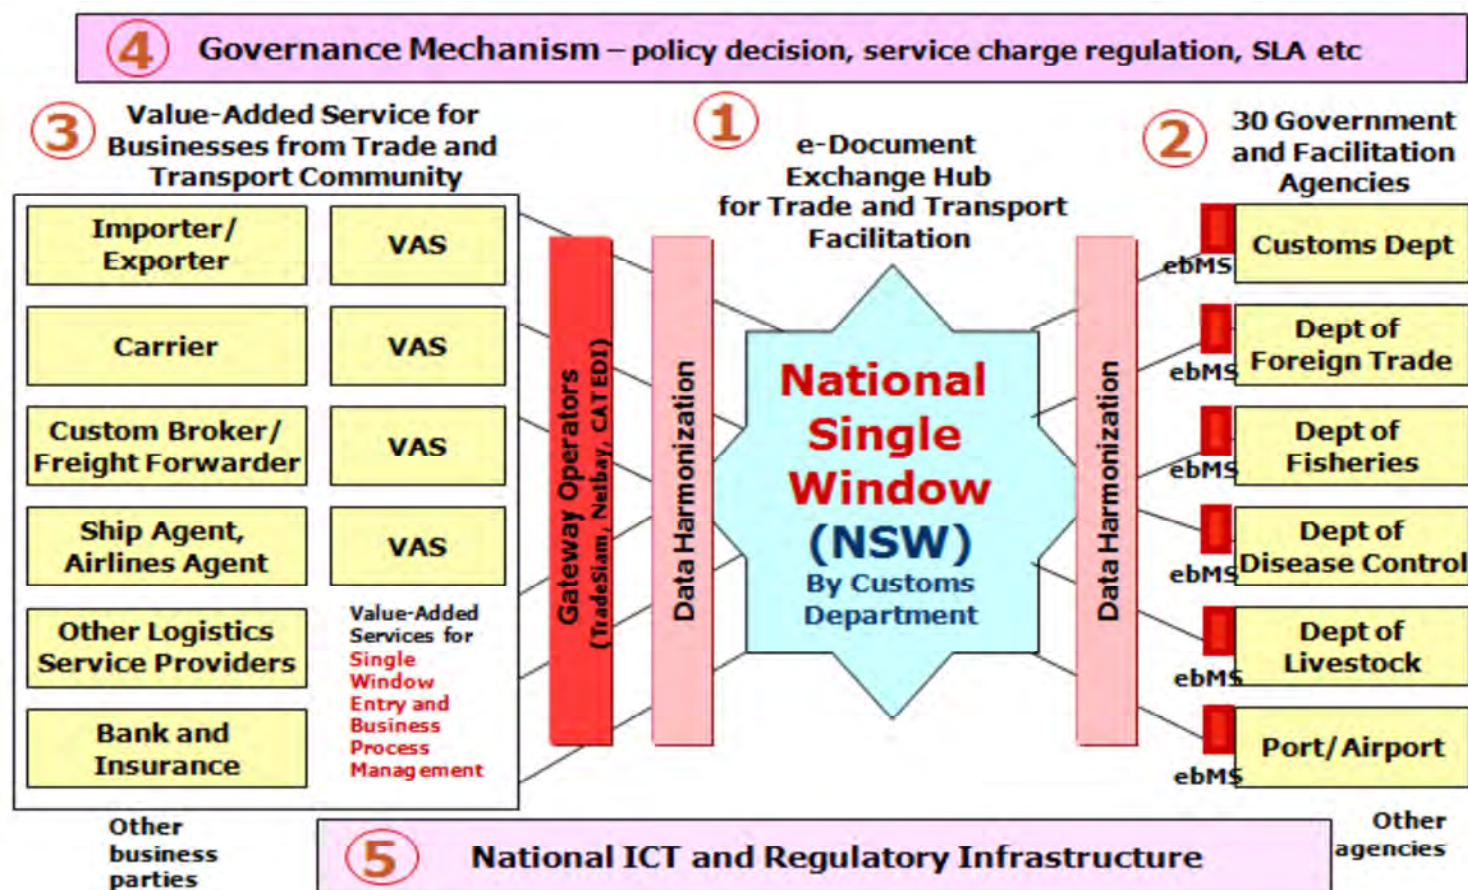 4 Governance Mechanism – policy decision, service charge regulation, SLA etc
3
Value-Added Service for
Businesses from Trade and
Transport Community
Importer/
Exporter
VAS
Carrier
VAS
Custom Broker/
Freight Forwarder
VAS
Ship Agent,
Airlines Agent
VAS
Other Logistics
Service Providers
Bank and
Insurance
Value-Added
Services for
Single
Window
Entry and
Business
Process
Management
Other
business
parties
Gateway Operators
(TradeSiam, Netbay, CAT EDI)
Data Harmonization
1
e-Document
Exchange Hub
for Trade and Transport
Facilitation
National
Single
Window
(NSW)
By Customs
Department
Data Harmonization
2
30 Government
and Facilitation
Agencies
ebMS
Customs Dept
ebMS
Dept of
Foreign Trade
ebMS
Dept of
Fisheries
ebMS
Dept of
Disease Control
ebMS
Dept of
Livestock
ebMS
Port/Airport
Other
agencies
5 National ICT and Regulatory Infrastructure